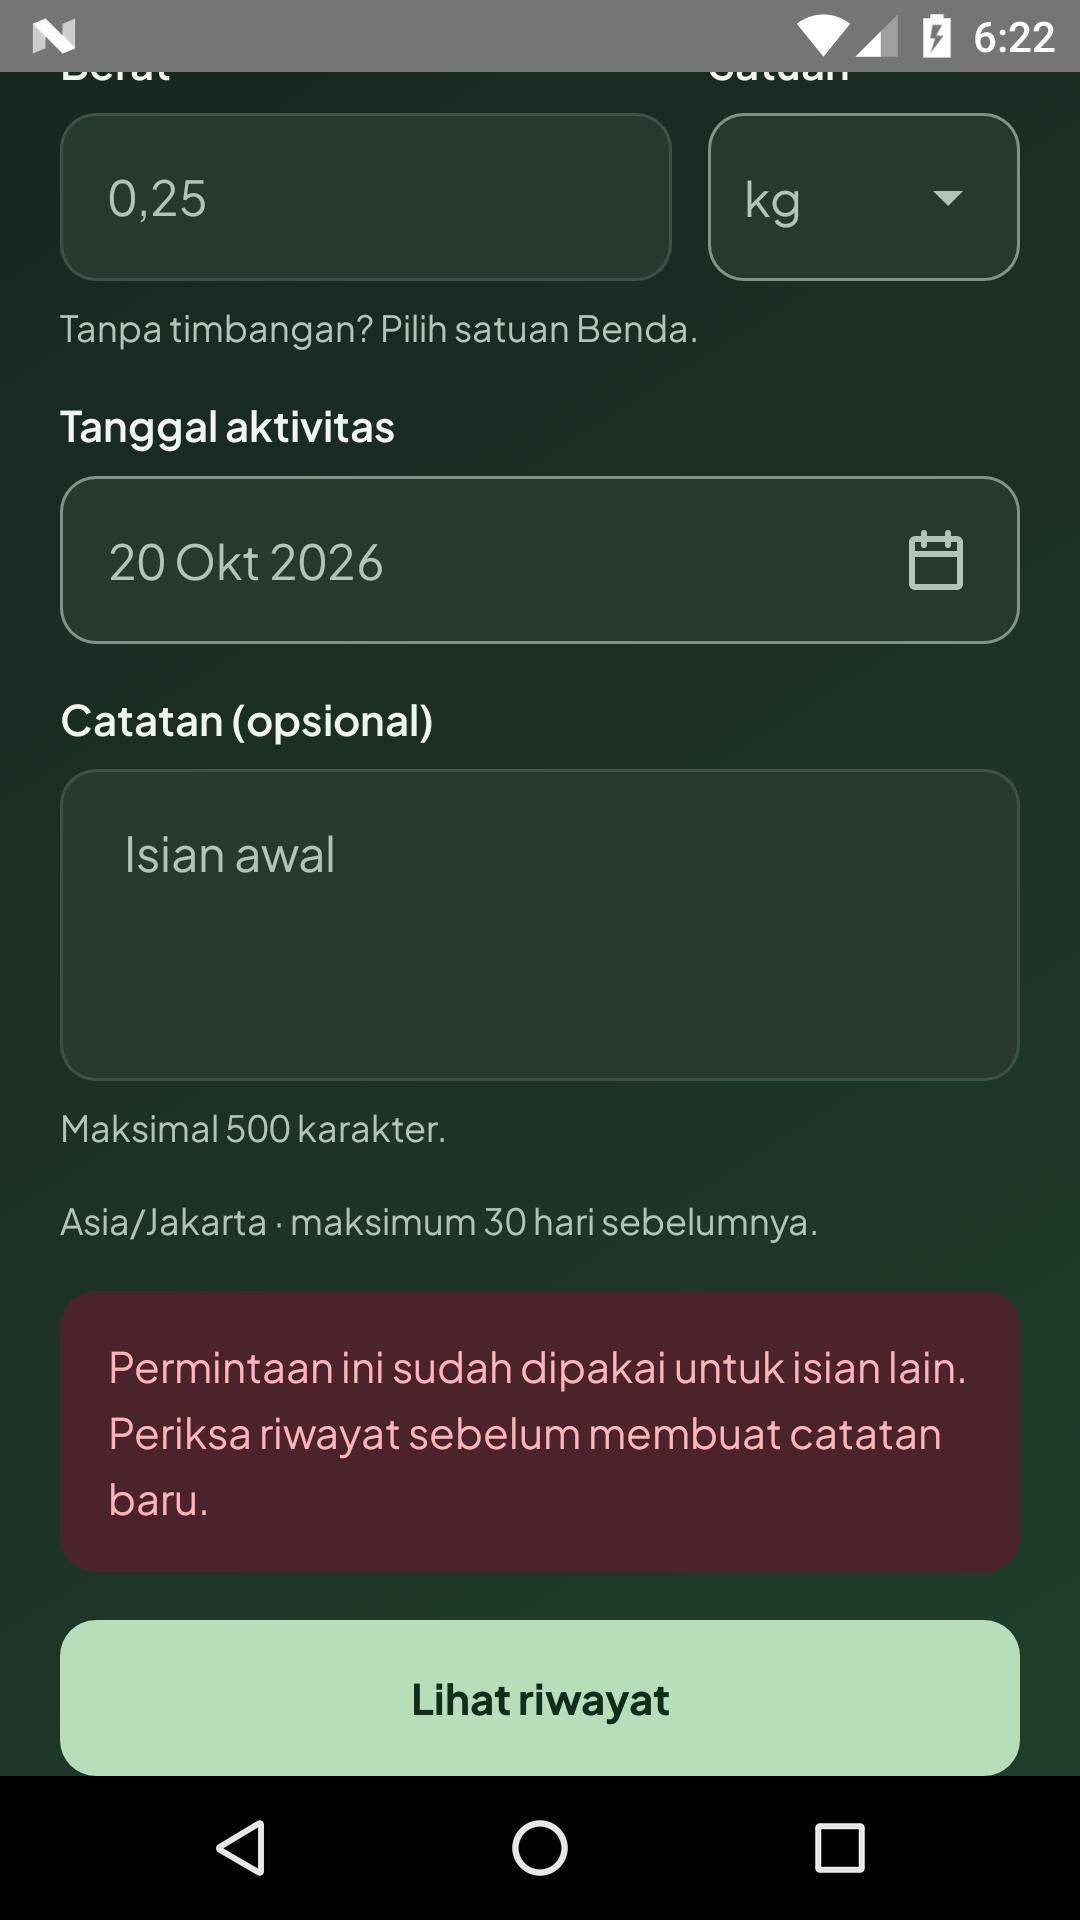 6:22
Berat
Satuan
0,25
kg
Tanpa timbangan? Pilih satuan Benda.
Tanggal aktivitas
20 Okt 2026
Catatan (opsional)
Isian awal
Maksimal 500 karakter.
Asia/Jakarta · maksimum 30 hari sebelumnya.
Permintaan ini sudah dipakai untuk isian lain.
Periksa riwayat sebelum membuat catatan
baru.
Lihat riwayat